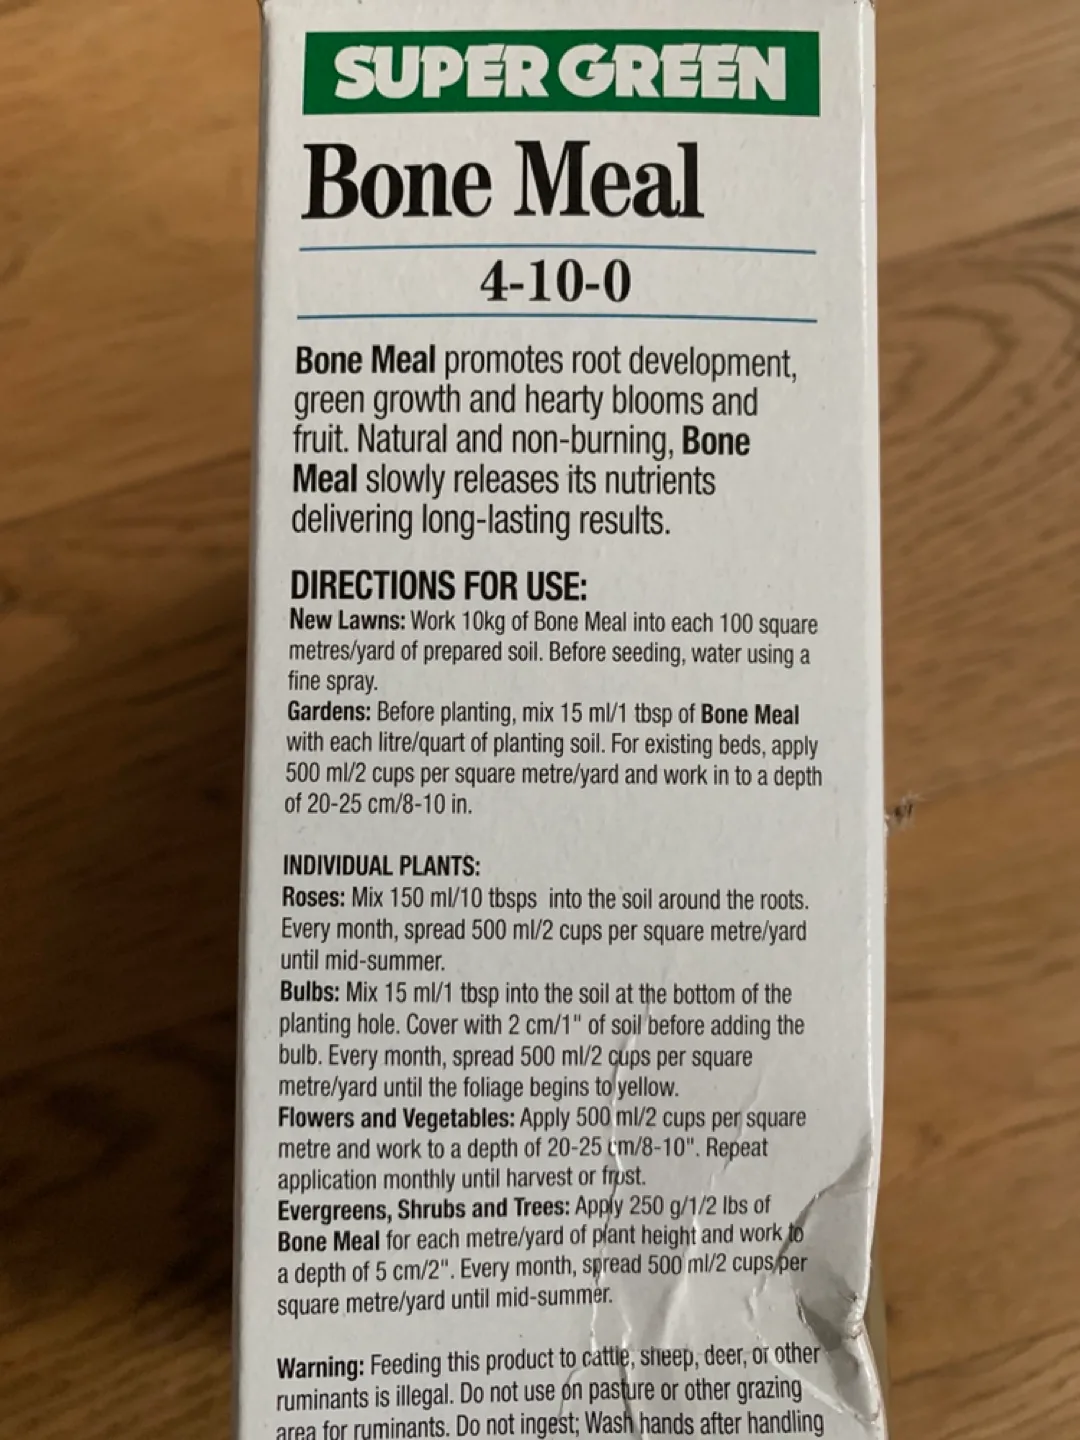 SUPER GREEN
Bone Meal
4-10-0
Bone Meal promotes root development,
green growth and hearty blooms and
fruit. Natural and non-burning, Bone
Meal slowly releases its nutrients
delivering long-lasting results.
DIRECTIONS FOR USE:
New Lawns: Work 10kg of Bone Meal into each 100 square
metres/yard of prepared soil. Before seeding, water using a
fine spray.
Gardens: Before planting, mix 15 ml/1 tbsp of Bone Meal
with each litre/quart of planting soil. For existing beds, apply
500 ml/2 cups per square metre/yard and work in to a depth
of 20-25 cm/8-10 in.
INDIVIDUAL PLANTS:
Roses: Mix 150 ml/10 tbsps into the soil around the roots.
Every month, spread 500 ml/2 cups per square metre/yard
until mid-summer.
Bulbs: Mix 15 ml/1 tbsp into the soil at the bottom of the
planting hole. Cover with 2 cm/1" of soil before adding the
bulb. Every month, spread 500 ml/2 cups per square
metre/yard until the foliage begins to yellow.
Flowers and Vegetables: Apply 500 ml/2 cups per square
metre and work to a depth of 20-25 cm/8-10". Repeat
application monthly until harvest or frost.
Evergreens, Shrubs and Trees: Apply 250 g/1/2 lbs of
Bone Meal for each metre/yard of plant height and work to
a depth of 5 cm/2". Every month, spread 500 ml/2 cups per
square metre/yard until mid-summer.
Warning: Feeding this product to cattle, sheep, deer, or other
ruminants is illegal. Do not use on pasture or other grazing
area for ruminants. Do not ingest; Wash hands after handling